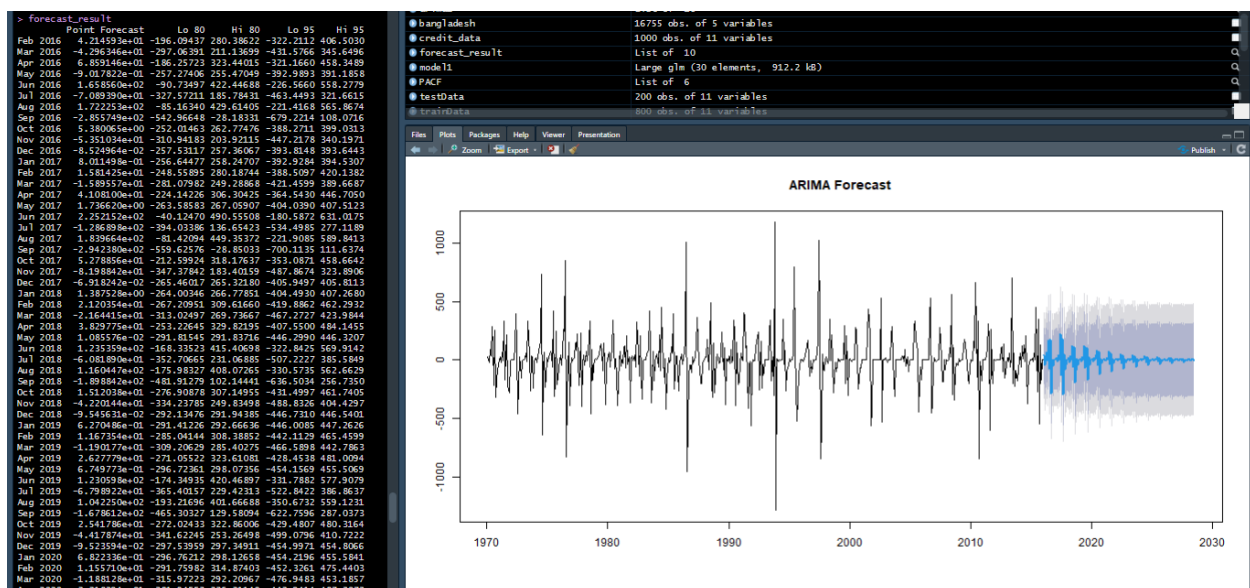 > forecast_result
Point Forecast Lo 80 Hi 80 Lo 95 Hi 95
Feb 2016 4.214593e+01 -196.09437 280.38622 -322.2112 406.5030
Mar 2016 -4.296346e+01 -297.06391 211.13699 -431.5766 345.6496
Apr 2016 6.859146e+01 -186.25723 323.44015 -321.1660 458.3489
May 2016 -9.017822e-01 -257.27406 255.47049 -392.9893 391.1858
Jun 2016 1.658560e+02 -90.73497 422.44688 -226.5660 558.2779
Jul 2016 -7.089390e+01 -327.57211 185.78431 -463.4493 321.6615
Aug 2016 1.722253e+02 -85.16340 429.61405 -221.4168 565.8674
Sep 2016 -2.855749e+02 -542.96648 -28.18331 -679.2214 108.0716
Oct 2016 5.380065e+00 -252.01463 262.77476 -388.2711 399.0313
Nov 2016 -5.351034e+01 -310.94183 203.92115 -447.2178 340.1971
Dec 2016 -8.524964e-02 -257.53117 257.36067 -393.8148 393.6443
Jan 2017 8.011498e-01 -256.64477 258.24707 -392.9284 394.5307
Feb 2017 1.581425e+01 -248.55895 280.18744 -388.5097 420.1382
Mar 2017 -1.589557e+01 -281.07982 249.28868 -421.4599 389.6687
Apr 2017 4.108100e+01 -224.14226 306.30425 -364.5430 446.7050
May 2017 1.736620e+00 -263.58583 267.05907 -404.0390 407.5123
Jun 2017 2.252152e+02 -40.12470 490.55508 -180.5872 631.0175
Jul 2017 -1.286898e+02 -394.03386 136.65423 -534.4985 277.1189
Aug 2017 1.839664e+02 -81.42094 449.35372 -221.9085 589.8413
Sep 2017 -2.942380e+02 -559.62576 -28.85033 -700.1135 111.6374
Oct 2017 5.278856e+01 -212.59924 318.17637 -353.0871 458.6642
Nov 2017 -8.198842e+01 -347.37842 183.40159 -487.8674 323.8906
Dec 2017 -6.918242e-02 -265.46017 265.32180 -405.9497 405.8113
Jan 2018 1.387528e+00 -264.00346 266.77851 -404.4930 407.2680
Feb 2018 2.120354e+01 -267.20951 309.61660 -419.8862 462.2932
Mar 2018 -2.164415e+01 -313.02497 269.73667 -467.2727 423.9844
Apr 2018 3.829775e+01 -253.22645 329.82195 -407.5500 484.1455
May 2018 1.085576e-02 -291.81545 291.83716 -446.2990 446.3207
Jun 2018 1.235359e+02 -168.33523 415.40698 -322.8425 569.9142
Jul 2018 -6.081890e+01 -352.70665 231.06885 -507.2227 385.5849
Aug 2018 1.160447e+02 -175.98327 408.07265 -330.5735 562.6629
Sep 2018 -1.898842e+02 -481.91279 102.14441 -636.5034 256.7350
Oct 2018 1.512038e+01 -276.90878 307.14955 -431.4997 461.7405
Nov 2018 -4.220144e+01 -334.23785 249.83498 -488.8326 404.4297
Dec 2018 -9.545631e-02 -292.13476 291.94385 -446.7310 446.5401
Jan 2019 6.270486e-01 -291.41226 292.66636 -446.0085 447.2626
Feb 2019 1.167354e+01 -285.04144 308.38852 -442.1129 465.4599
Mar 2019 -1.190177e+01 -309.20629 285.40275 -466.5898 442.7863
Apr 2019 2.627779e+01 -271.05522 323.61081 -428.4538 481.0094
May 2019 6.749773e-01 -296.72361 298.07356 -454.1569 455.5069
Jun 2019 1.230598e+02 -174.34935 420.46897 -331.7882 577.9079
Jul 2019 -6.798922e+01 -365.40157 229.42313 -522.8422 386.8637
Aug 2019 1.042250e+02 -193.21696 401.66688 -350.6732 559.1231
Sep 2019 -1.678612e+02 -465.30327 129.58094 -622.7596 287.0373
Oct 2019 2.541786e+01 -272.02433 322.86006 -429.4807 480.3164
Nov 2019 -4.417874e+01 -341.62245 253.26498 -499.0796 410.7222
Dec 2019 -9.523594e-02 -297.53959 297.34911 -454.9971 454.8066
Jan 2020 6.822336e-01 -296.76212 298.12658 -454.2196 455.5841
Feb 2020 1.155710e+01 -291.75982 314.87403 -452.3261 475.4403
Mar 2020 -1.188128e+01 -315.97223 292.20967 -476.9483 453.1857
bangladesh 16755 obs. of 5 variables
credit_data 1000 obs. of 11 variables
forecast_result List of 10
model1 Large glm (30 elements, 912.2 kB)
PACF List of 6
testData 200 obs. of 11 variables
trainData 800 obs. of 11 variables
Files Plots Packages Help Viewer Presentation
Zoom Export Publish
ARIMA Forecast
1000
500
0
-500
-1000
1970 1980 1990 2000 2010 2020 2030